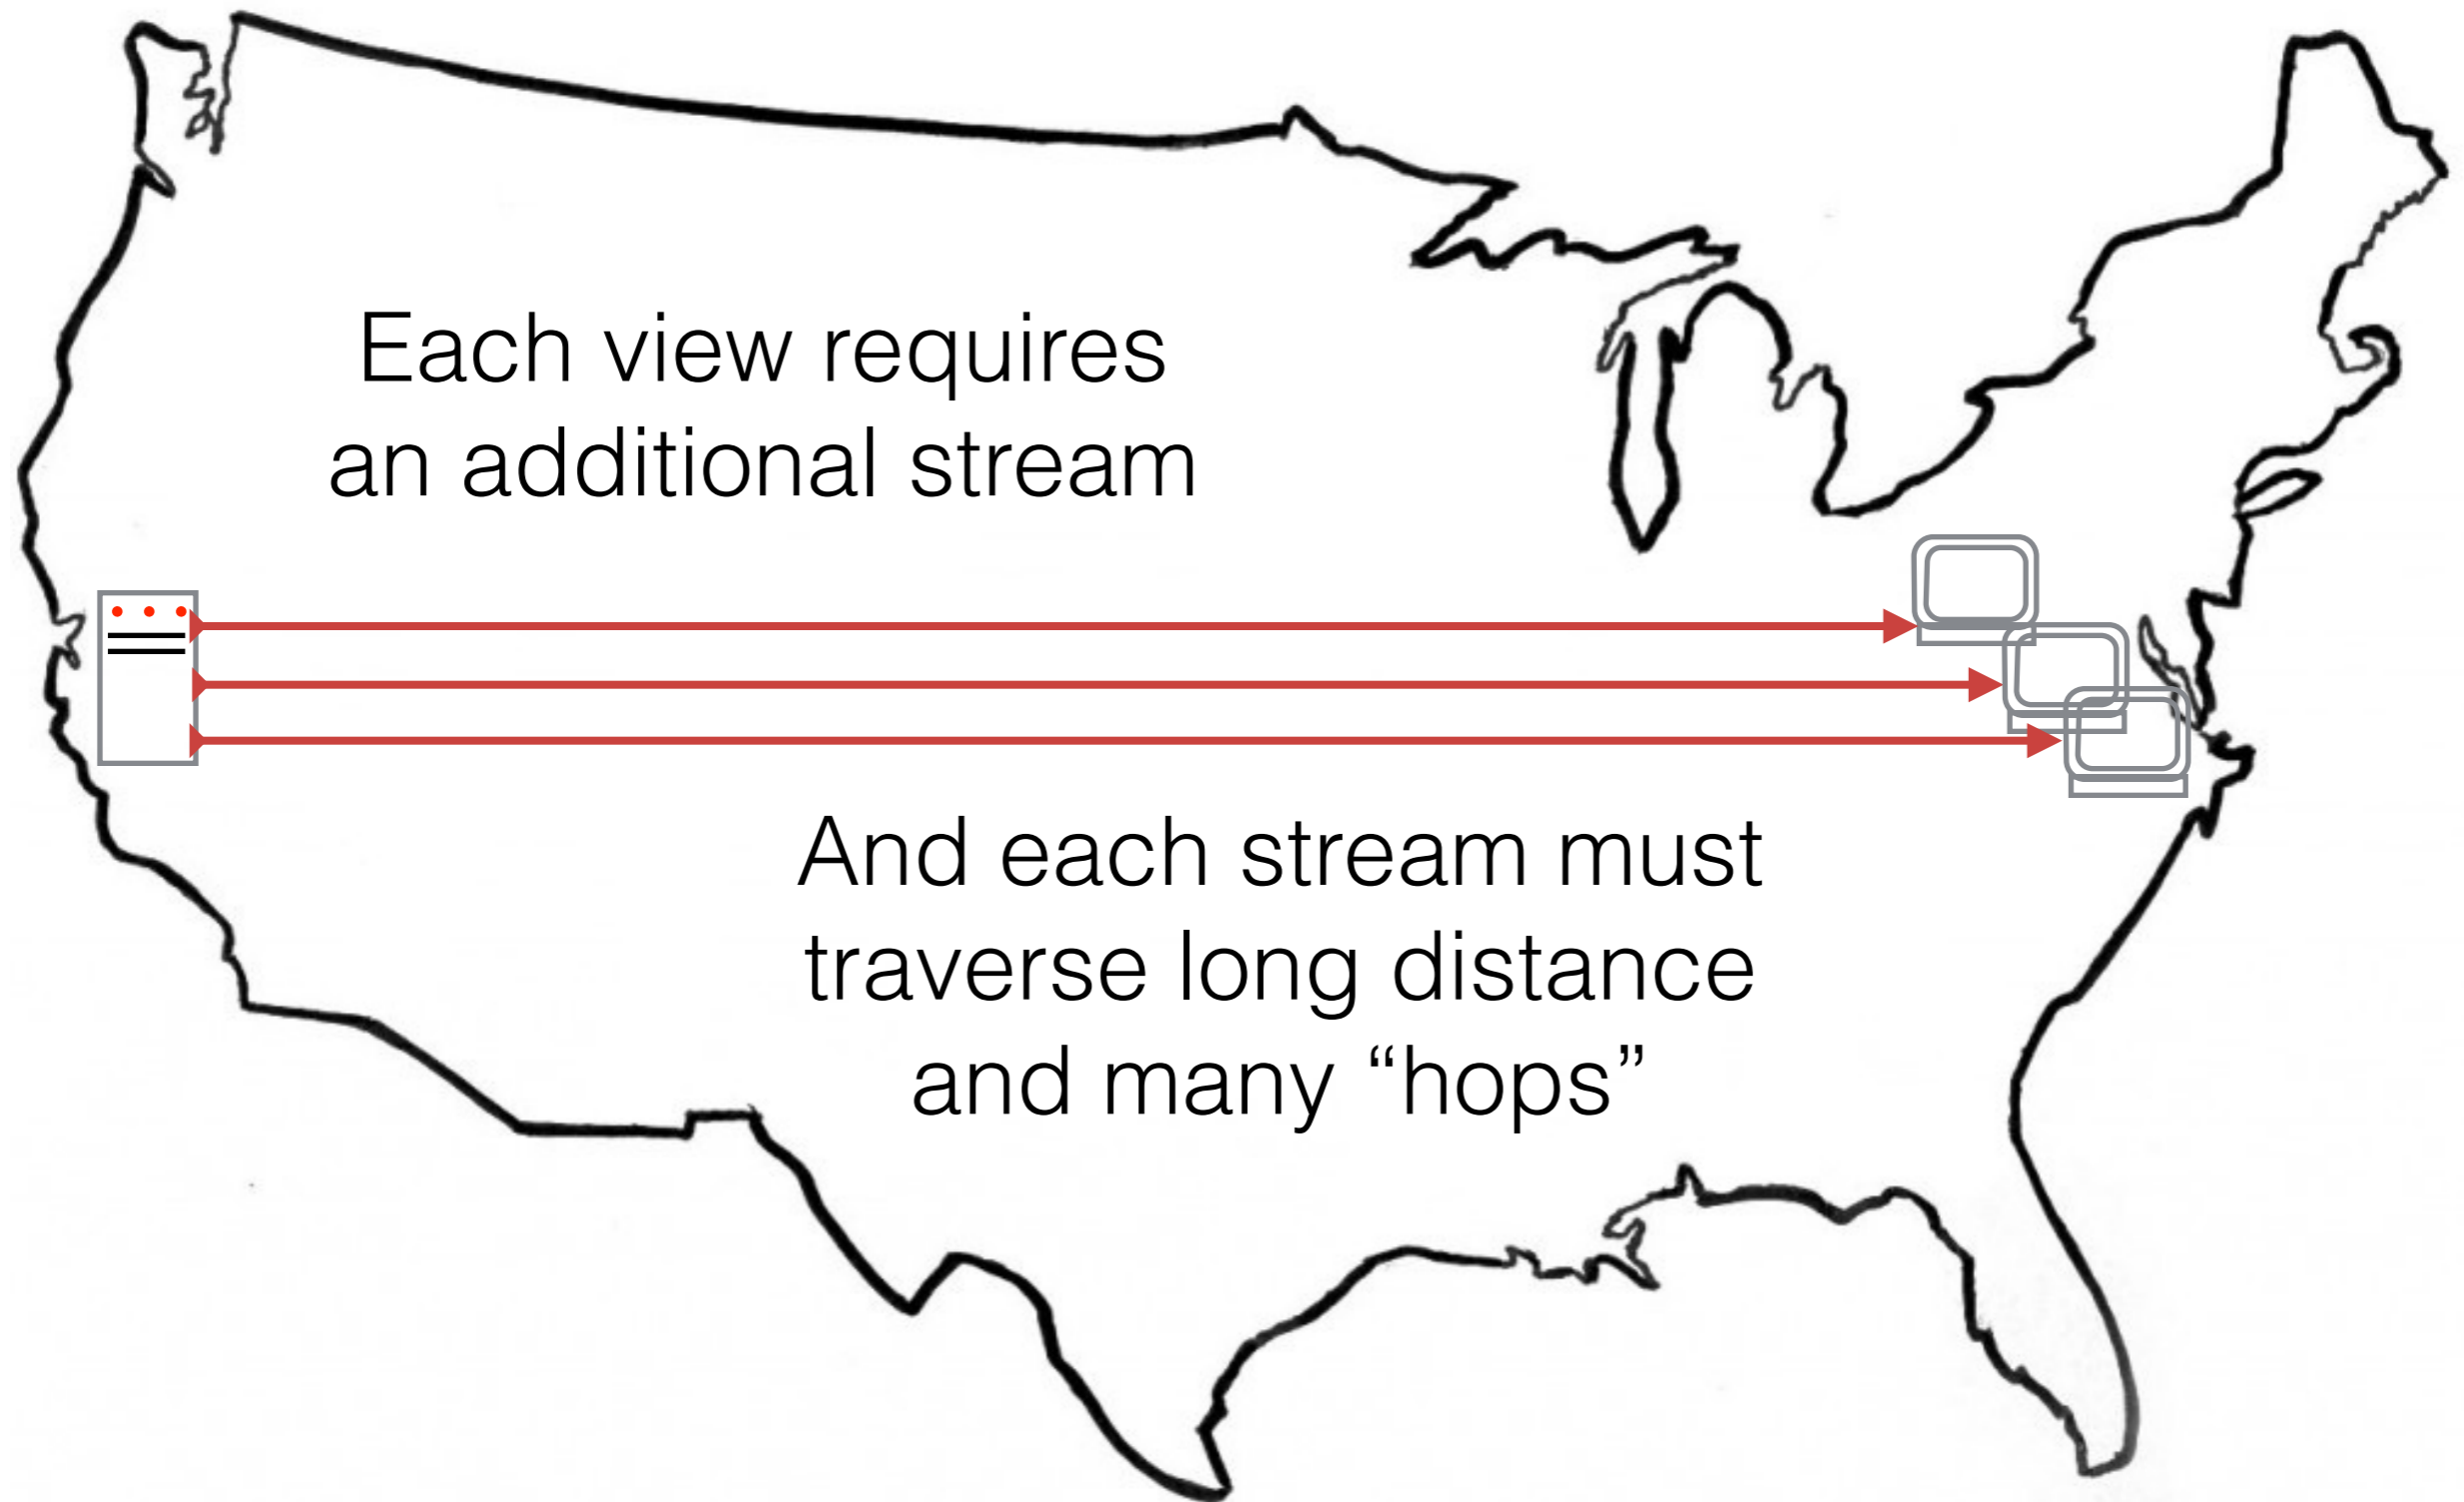 Each view requires
an additional stream
And each stream must
traverse long distance
and many “hops”